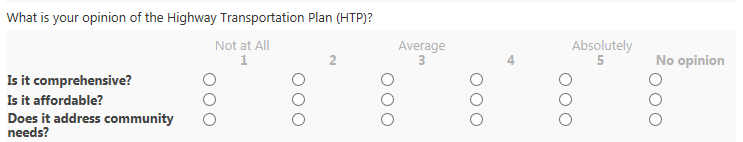 What is your opinion of the Highway Transportation Plan (HTP)?
Not at All Average Absolutely
1 2 3 4 5 No opinion
Is it comprehensive?
Is it affordable?
Does it address community
needs?